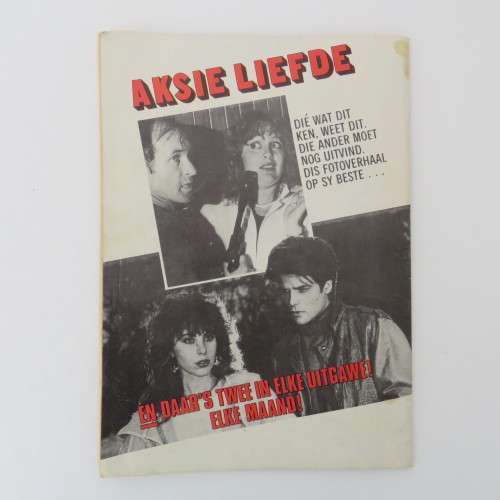 AKSIE LIEFDE
DIÉ WAT DIT
KEN, WEET DIT.
DIE ANDER MOET
NOG UITVIND.
DIS FOTOVERHAAL
OP SY BESTE . . .
EN DAAR'S TWEE IN ELKE UITGAWE!
ELKE MAAND!